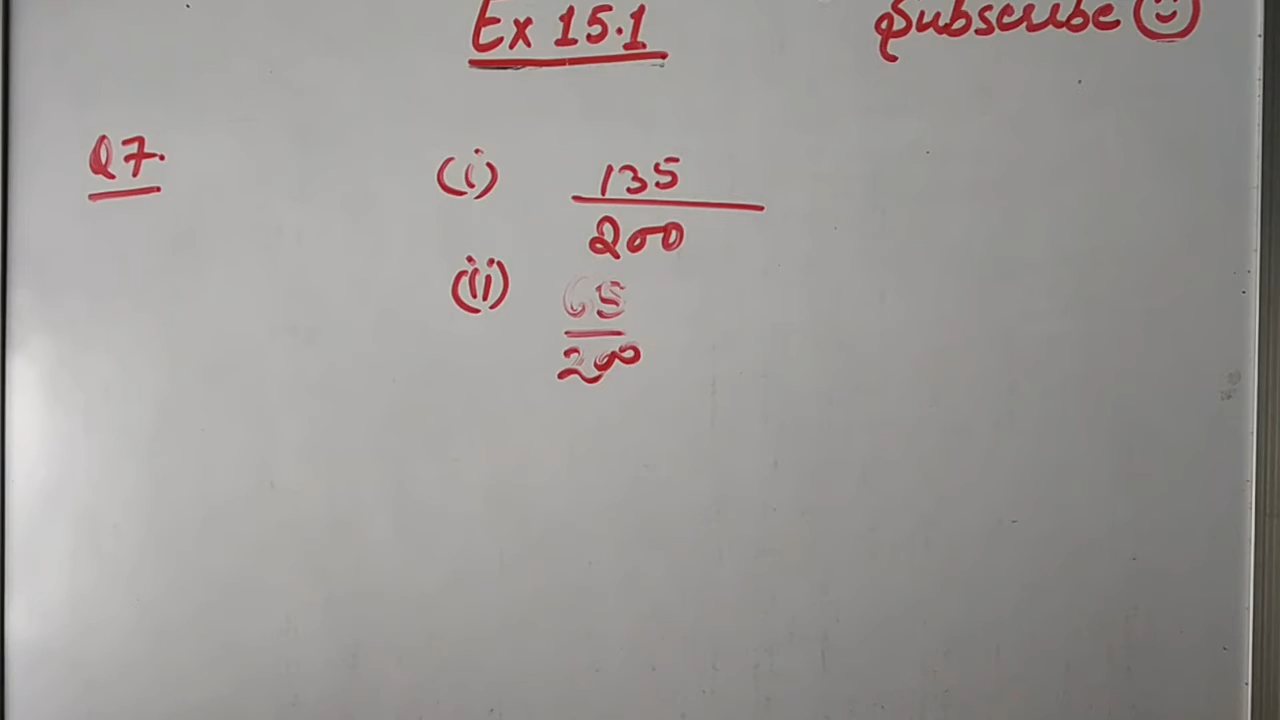 Ex 15.1
Subscribe ☺
Q7.
(i) 135
200
(ii) 65
200